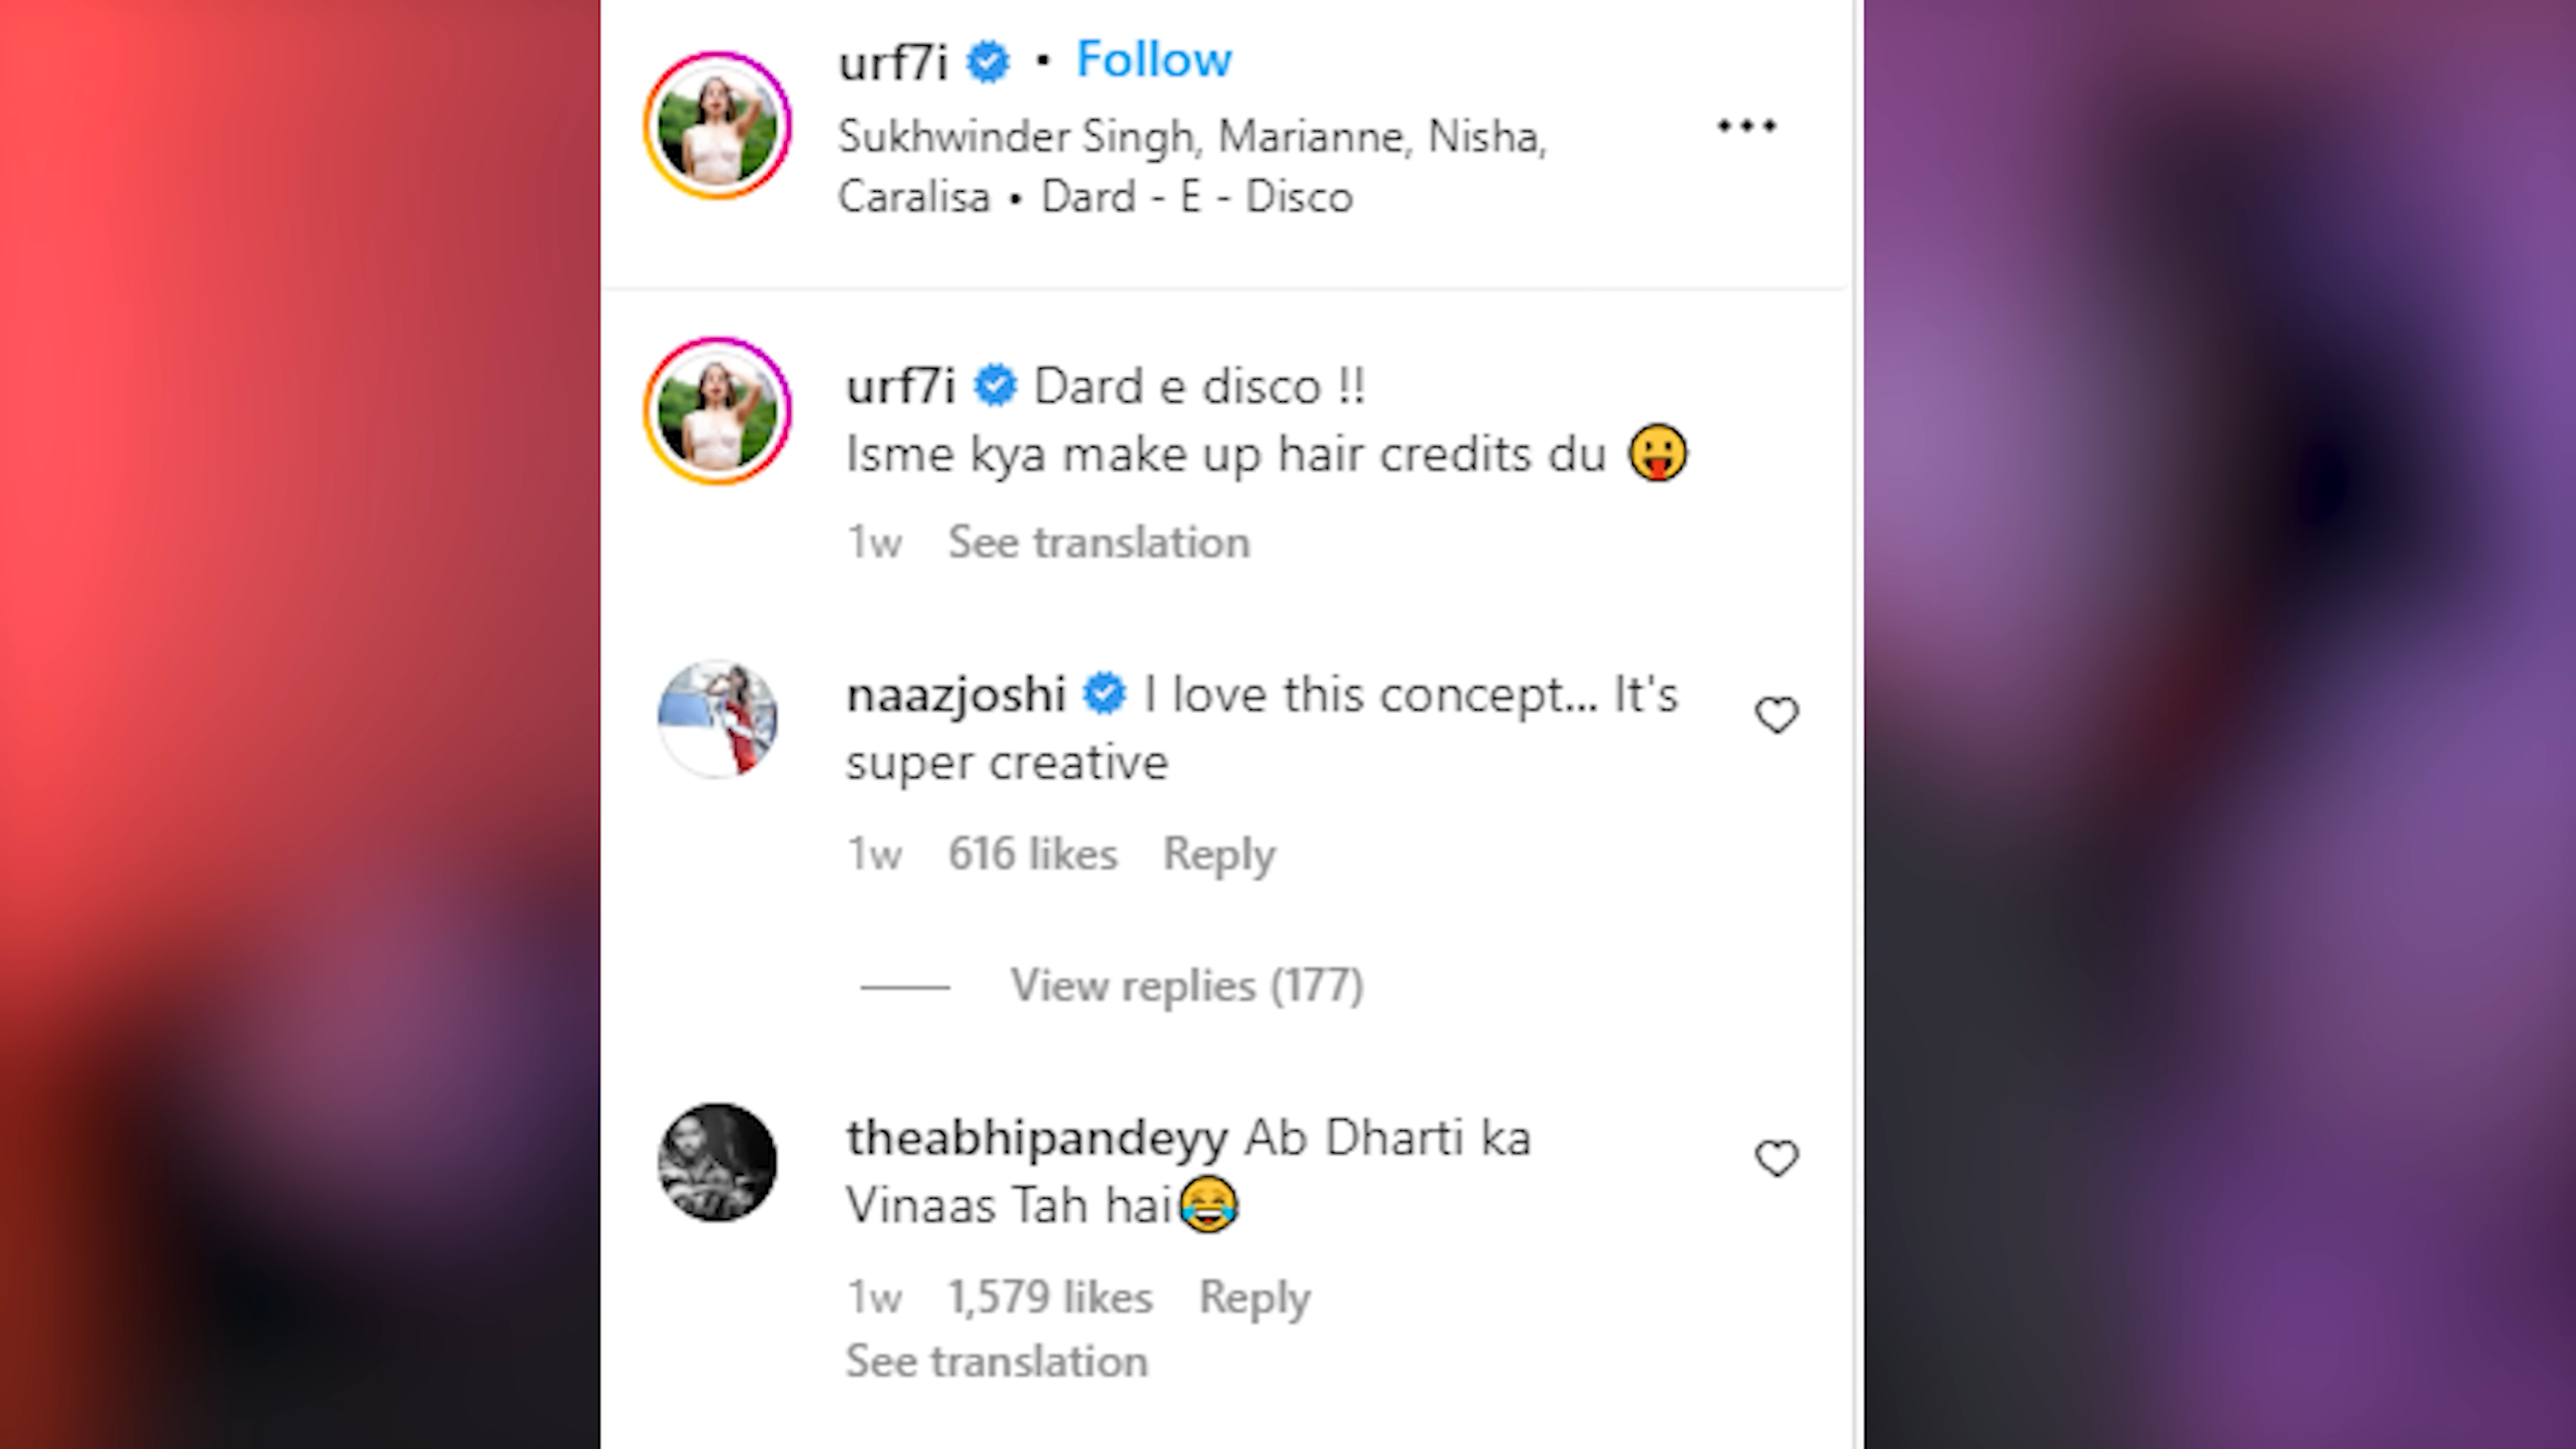 urf7i • Follow
Sukhwinder Singh, Marianne, Nisha,
Caralisa • Dard - E - Disco
urf7i Dard e disco !!
Isme kya make up hair credits du 😛
1w See translation
naazjoshi I love this concept... It's
super creative
1w 616 likes Reply
View replies (177)
theabhipandeyy Ab Dharti ka
Vinaas Tah hai😂
1w 1,579 likes Reply
See translation